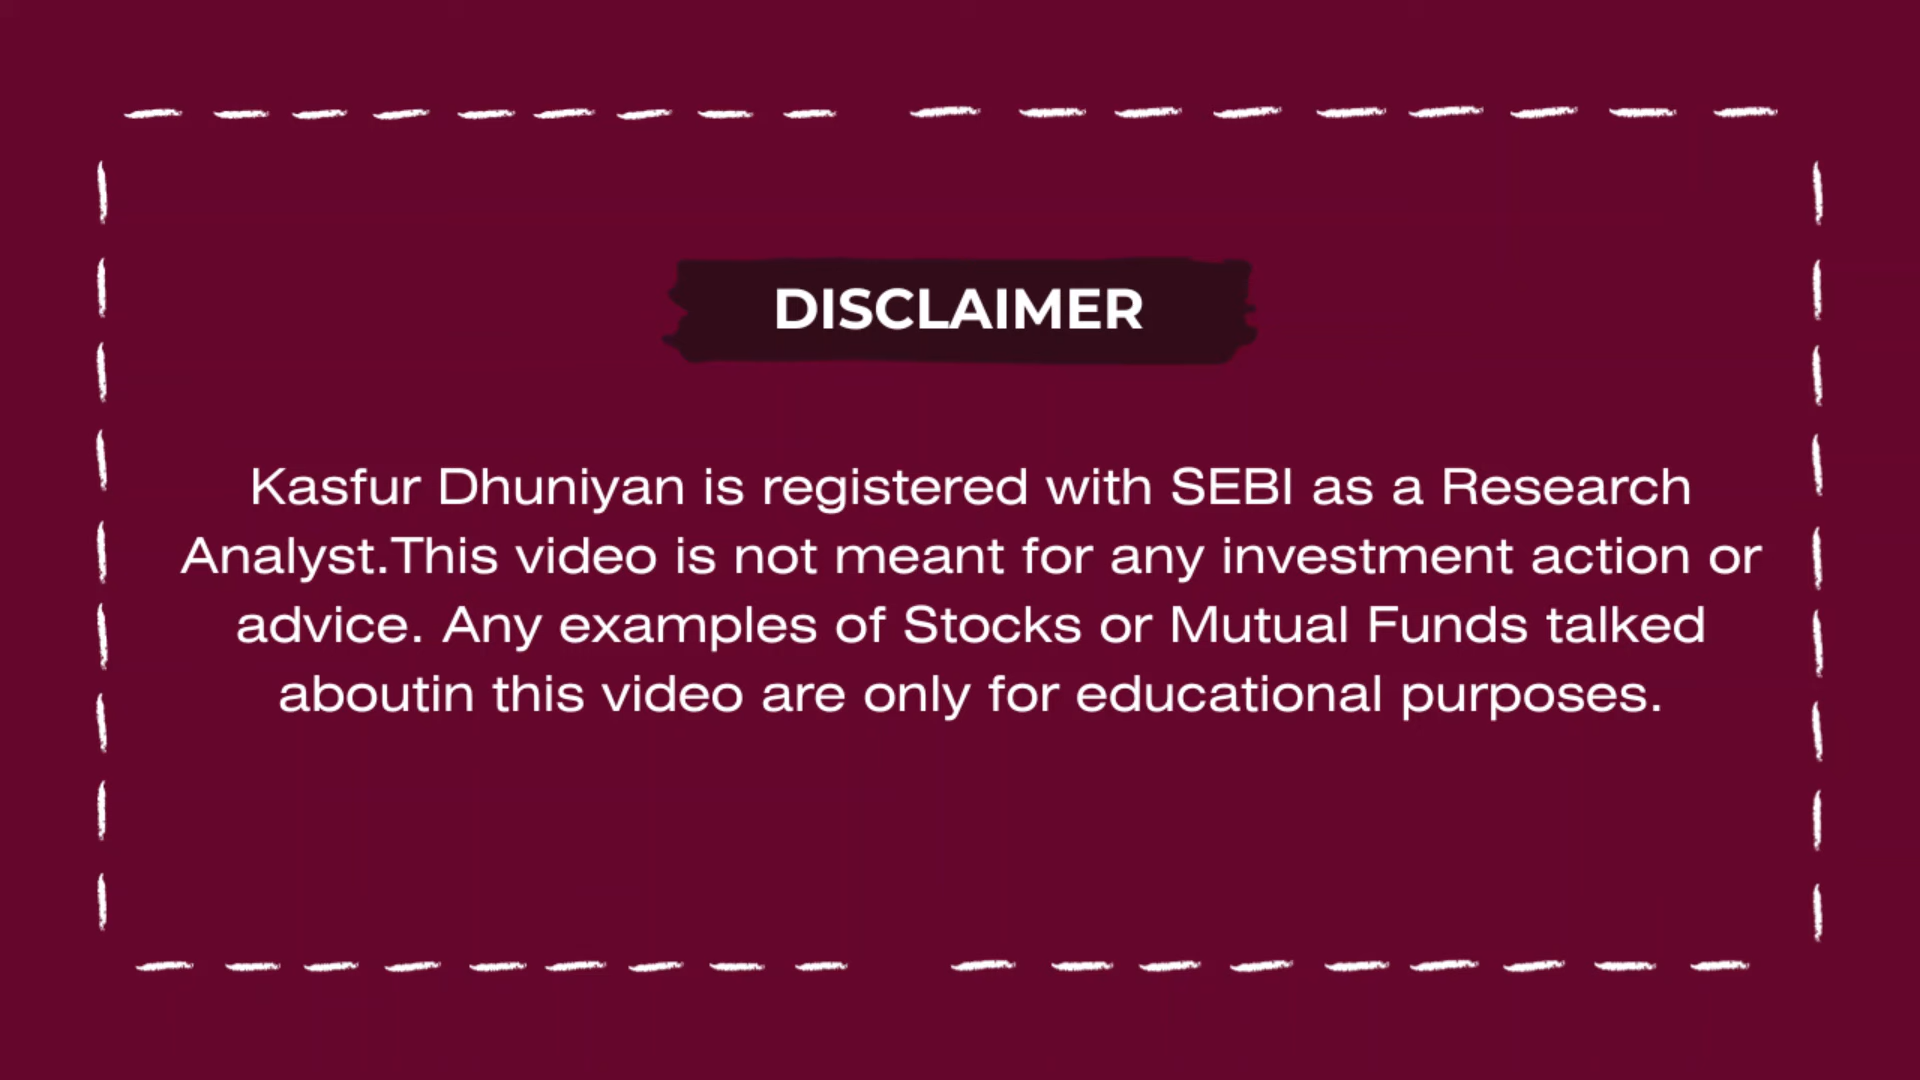 DISCLAIMER
Kasfur Dhuniyan is registered with SEBI as a Research
Analyst.This video is not meant for any investment action or
advice. Any examples of Stocks or Mutual Funds talked
aboutin this video are only for educational purposes.